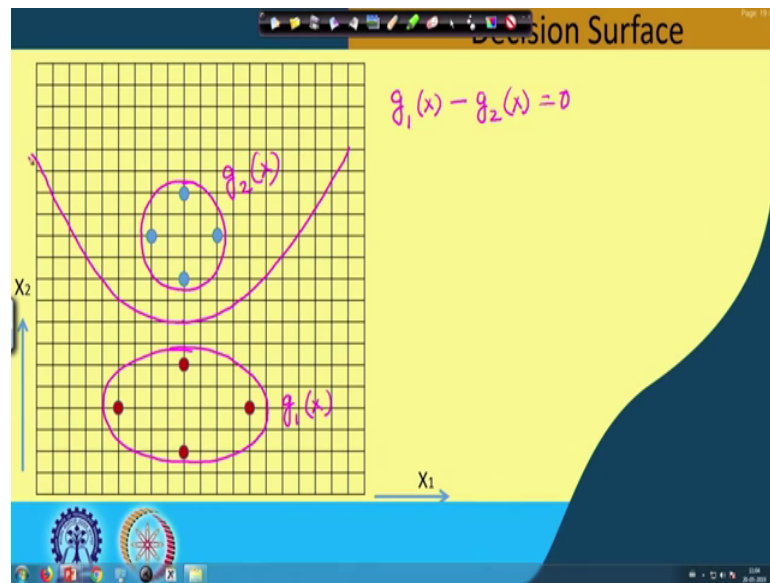 Decision Surface
g₁(x) − g₂(x) = 0
g₂(x)
X₂
g₁(x)
X₁